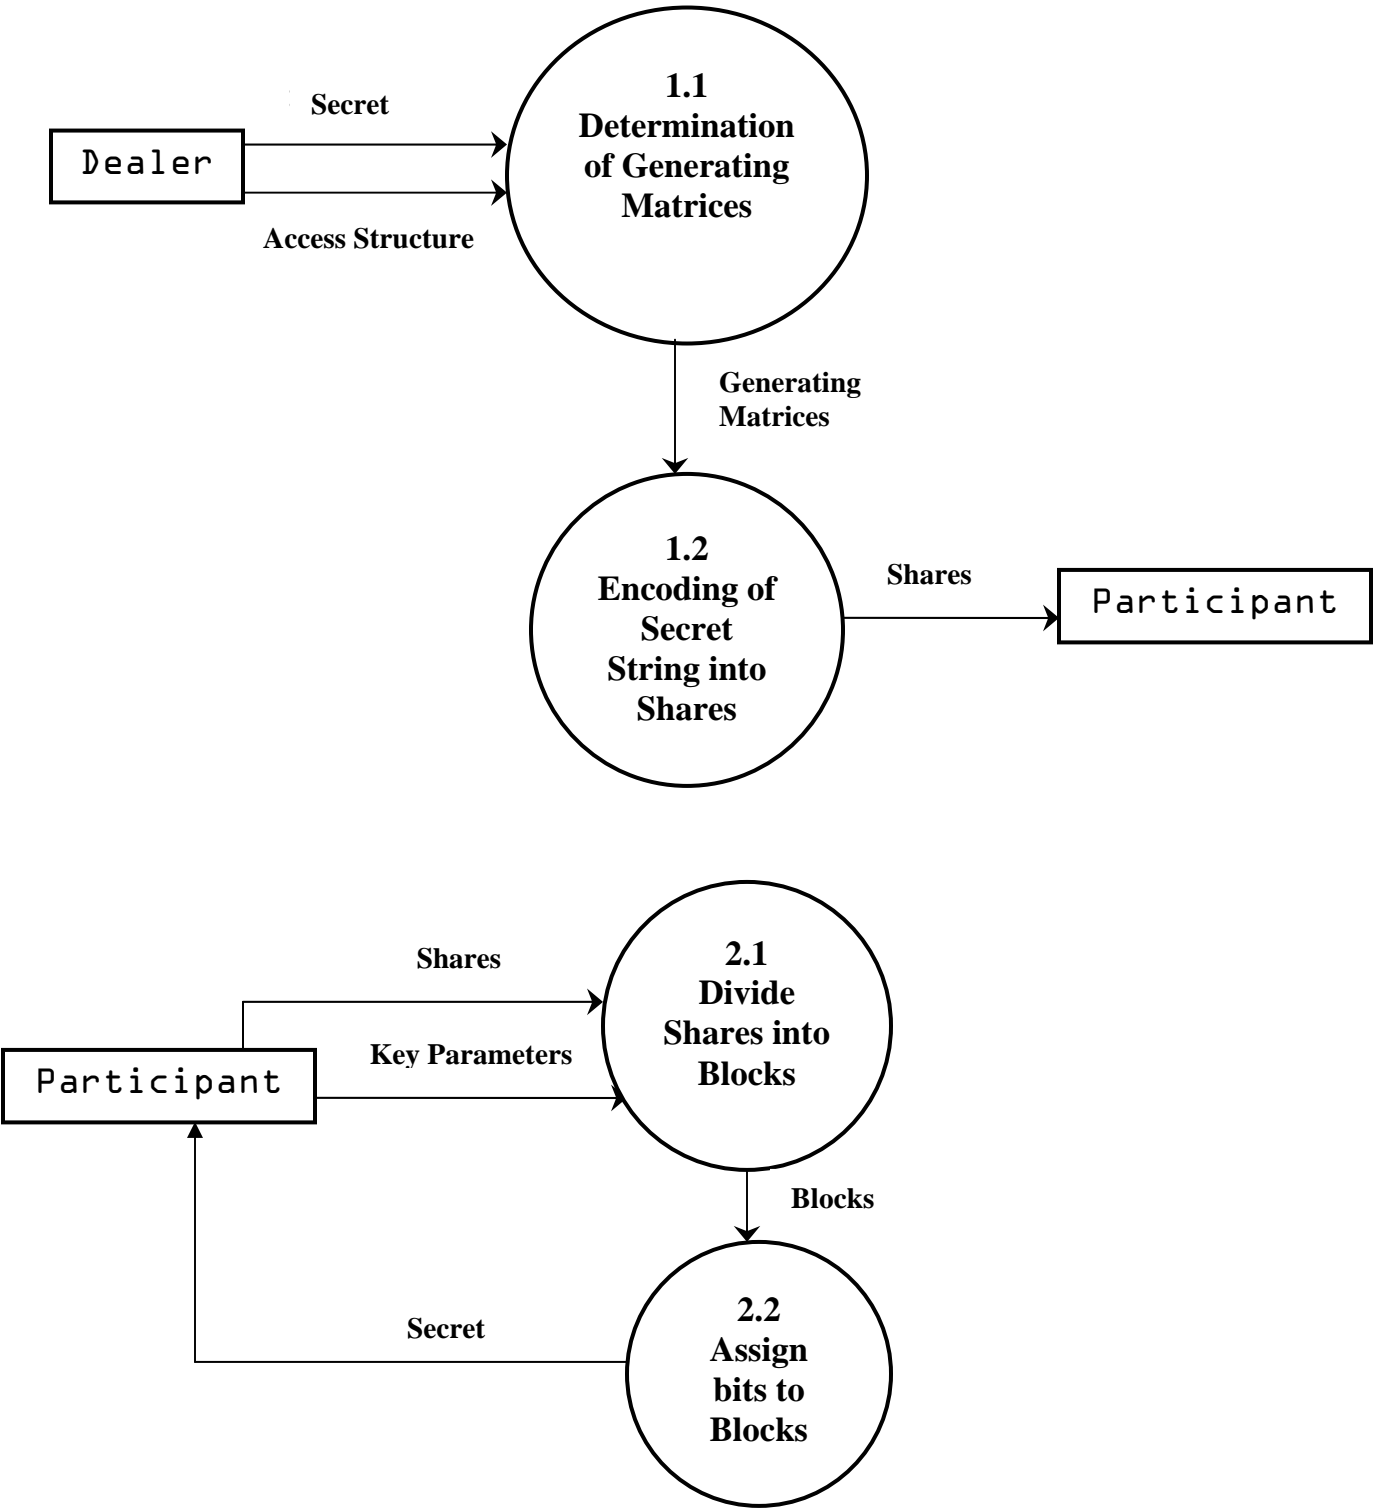 1.1
Determination
of Generating
Matrices
Secret
Dealer
Access Structure
Generating
Matrices
1.2
Encoding of
Secret
String into
Shares
Shares
Participant
2.1
Divide
Shares into
Blocks
Shares
Key Parameters
Participant
Blocks
2.2
Assign
bits to
Blocks
Secret